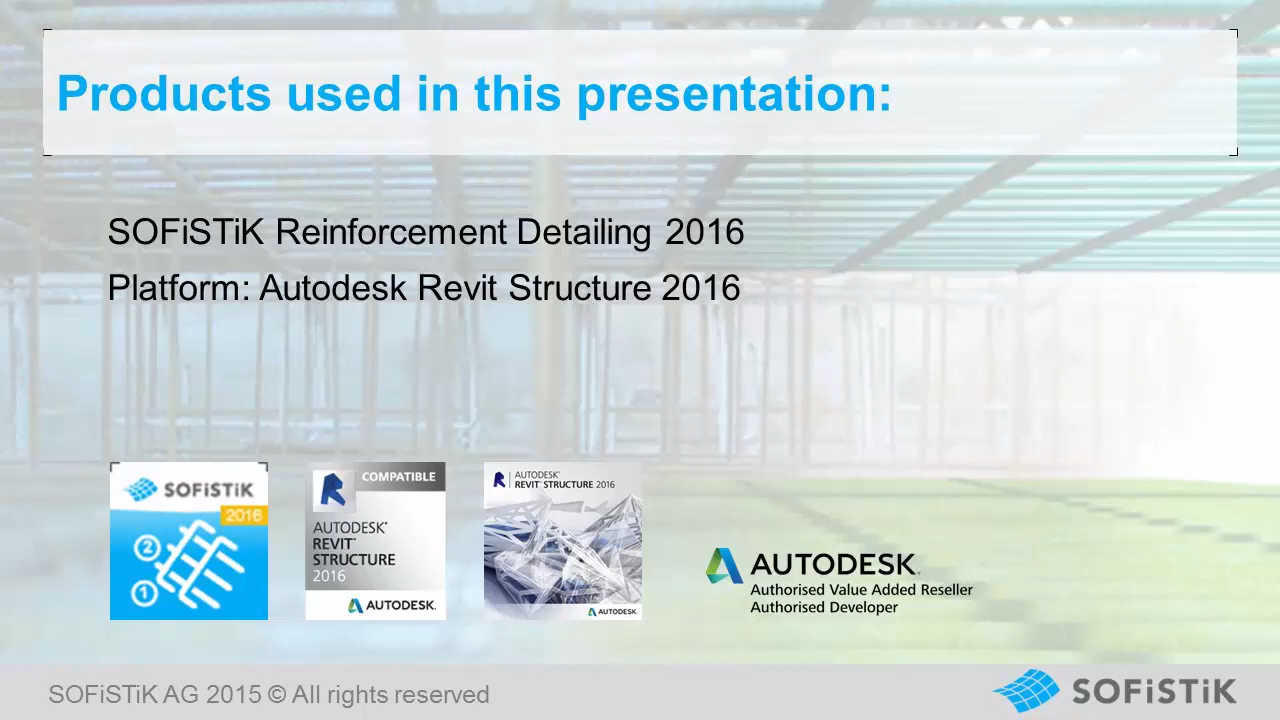 Products used in this presentation:
SOFiSTiK Reinforcement Detailing 2016
Platform: Autodesk Revit Structure 2016
SOFiSTiK
2016
2
1
COMPATIBLE
AUTODESK®
REVIT®
STRUCTURE
2016
AUTODESK.
AUTODESK®
REVIT® STRUCTURE 2016
AUTODESK.
AUTODESK.
Authorised Value Added Reseller
Authorised Developer
SOFiSTiK AG 2015 © All rights reserved
SOFiSTiK